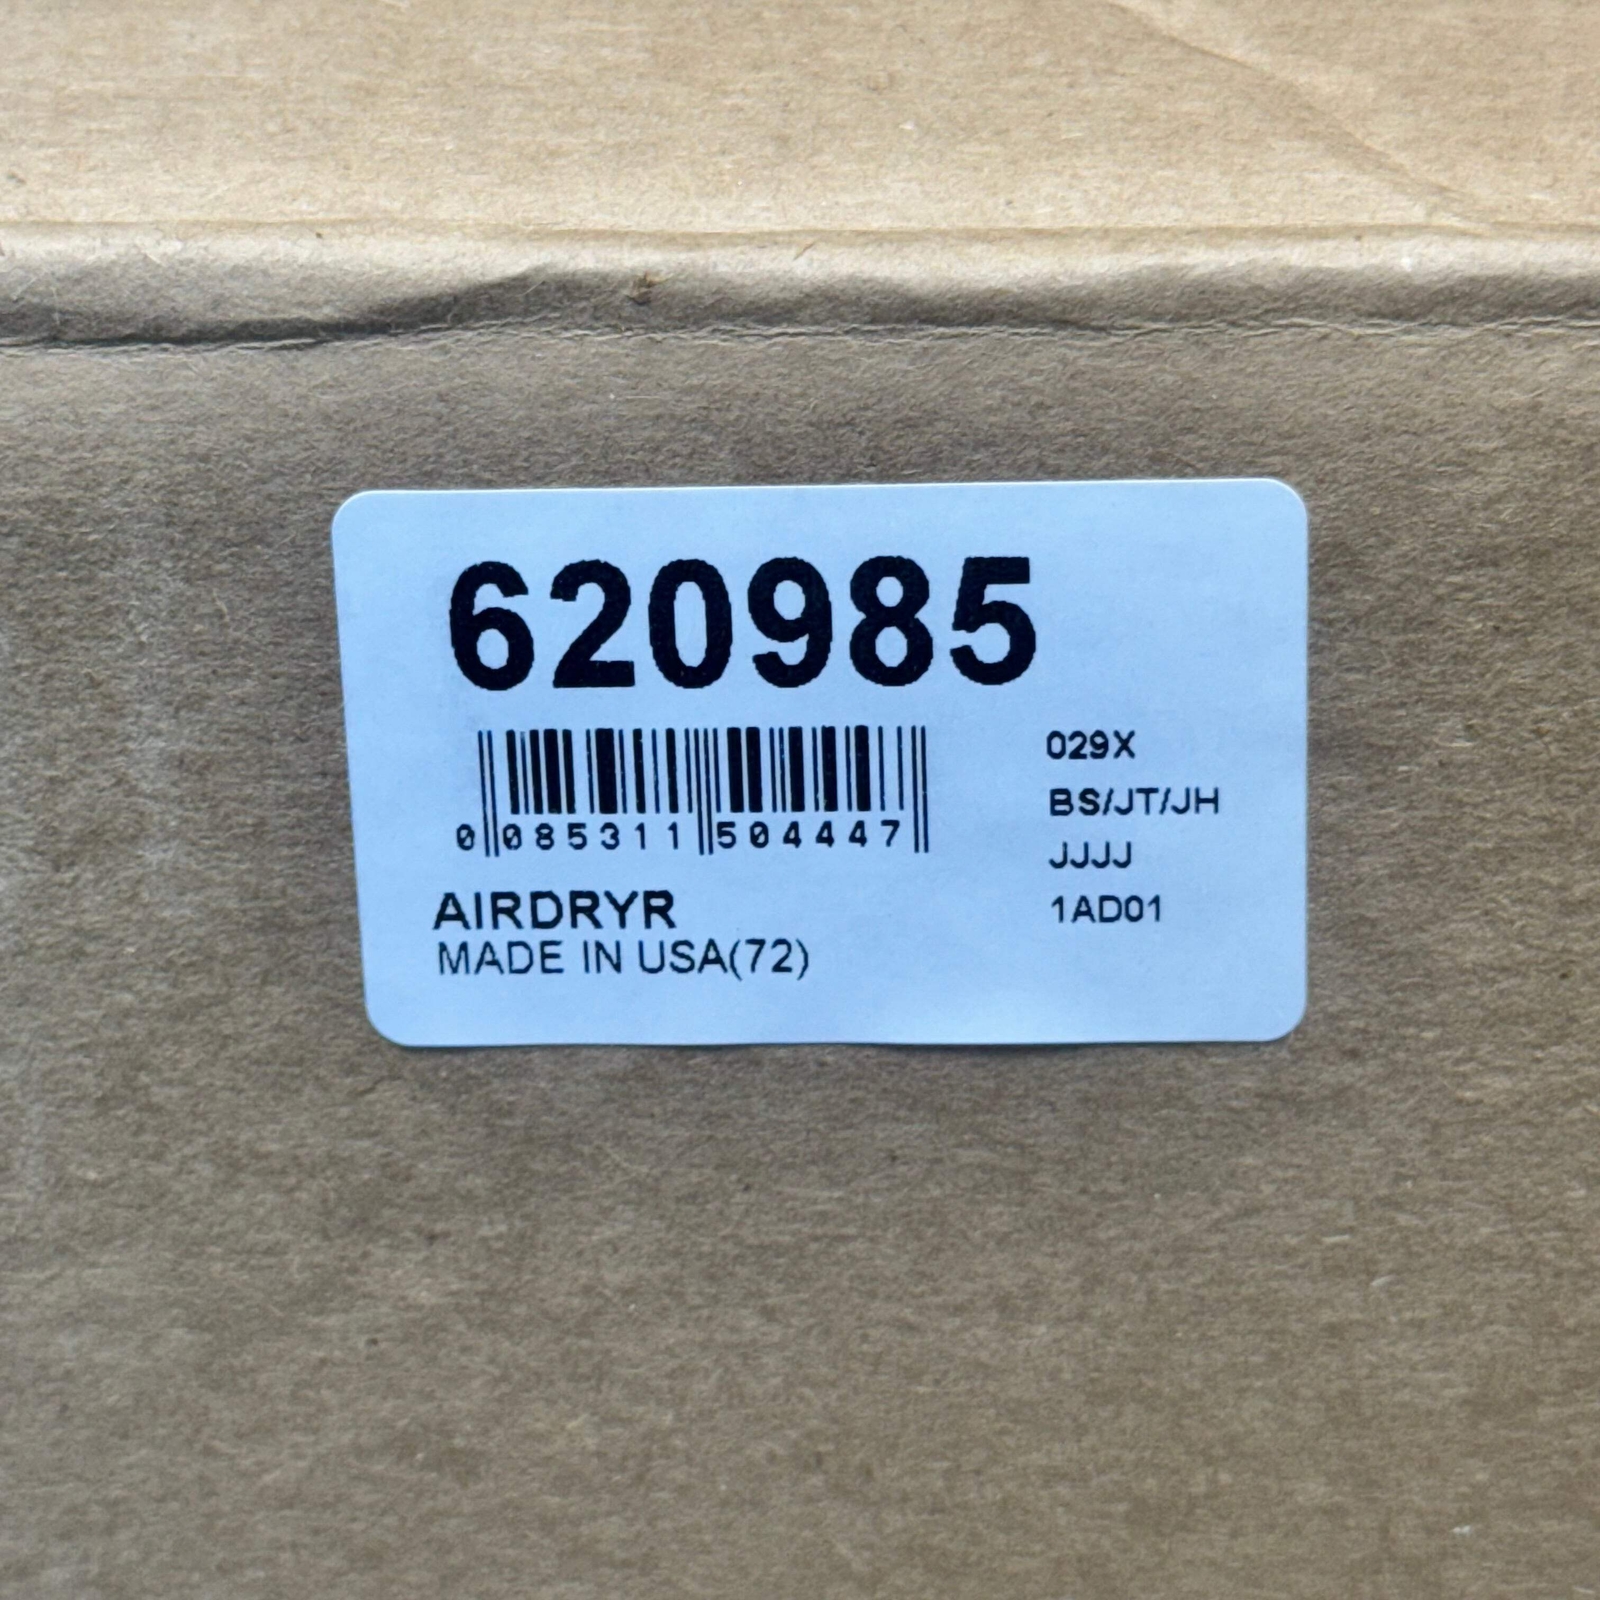 620985
0 085311 504447
029X
BS/JT/JH
JJJJ
1AD01
AIRDRYR
MADE IN USA(72)